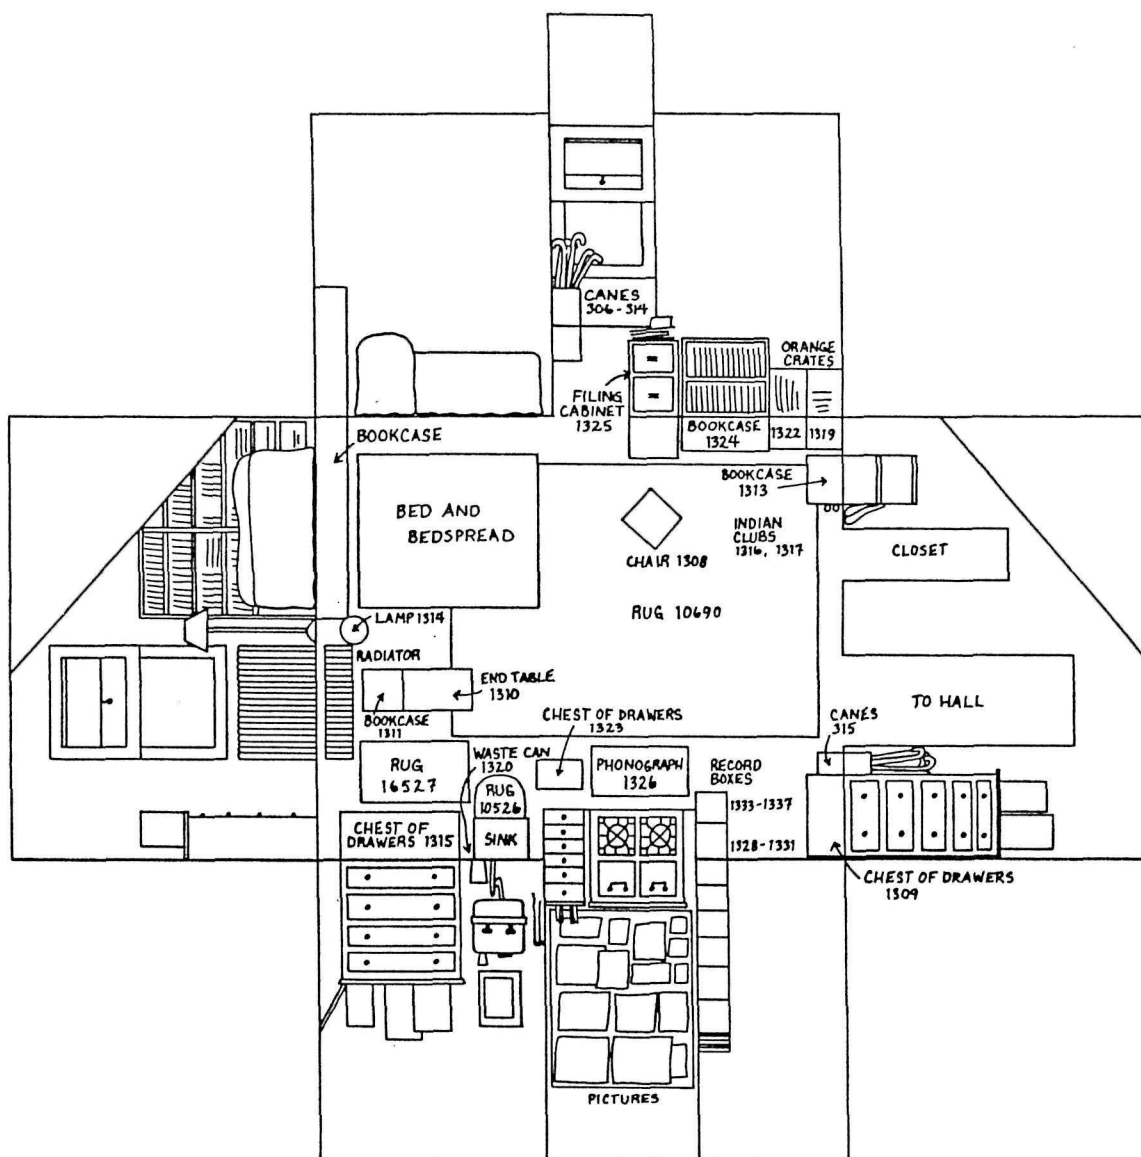 CANES
306-314
ORANGE
CRATES
FILING
CABINET
1325
BOOKCASE
1324
1322
1319
BOOKCASE
BOOKCASE
1313
BED AND
BEDSPREAD
INDIAN
CLUBS
1316, 1317
CLOSET
CHAIR 1308
RUG 10690
LAMP 1314
RADIATOR
END TABLE
1310
BOOKCASE
1311
CHEST OF DRAWERS
1323
CANES
315
TO HALL
RUG
16527
WASTE CAN
1320
RUG
10526
PHONOGRAPH
1326
RECORD
BOXES
1333-1337
1328-1331
CHEST OF
DRAWERS 1315
SINK
CHEST OF DRAWERS
1309
PICTURES